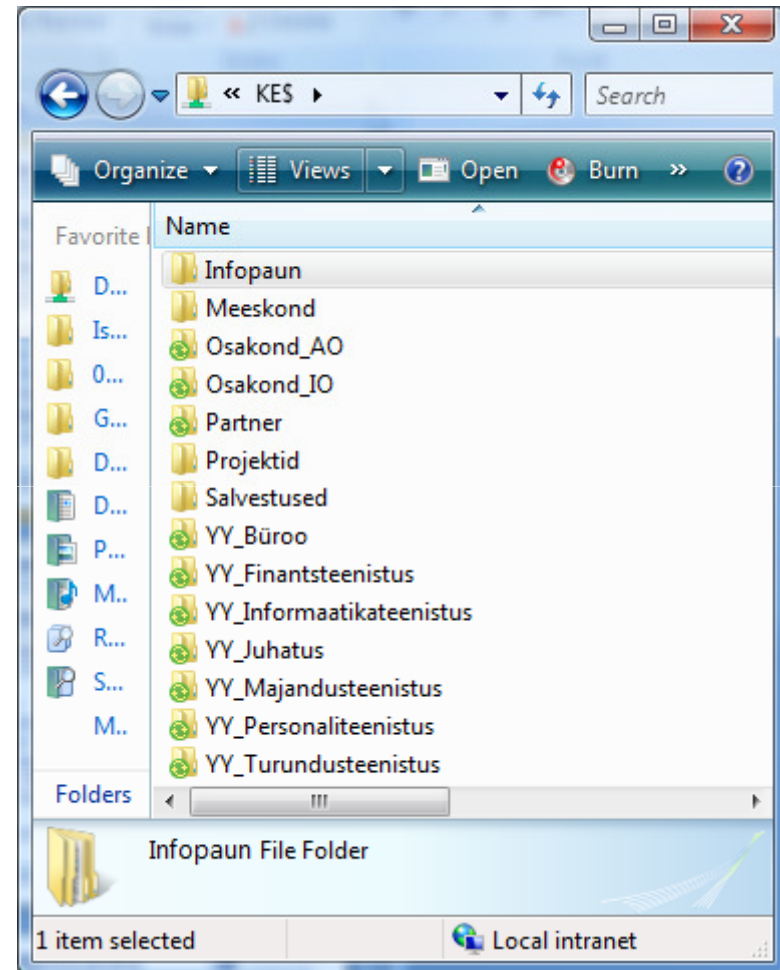 « KE$
Search
Organize Views Open Burn »
Favorite
Name
D...
Is...
0...
G...
D...
D...
P...
M..
R...
S...
M..
Infopaun
Meeskond
Osakond_AO
Osakond_IO
Partner
Projektid
Salvestused
YY_Büroo
YY_Finantsteenistus
YY_Informaatikateenistus
YY_Juhatus
YY_Majandusteenistus
YY_Personaliteenistus
YY_Turundusteenistus
Folders
Infopaun File Folder
1 item selected
Local intranet